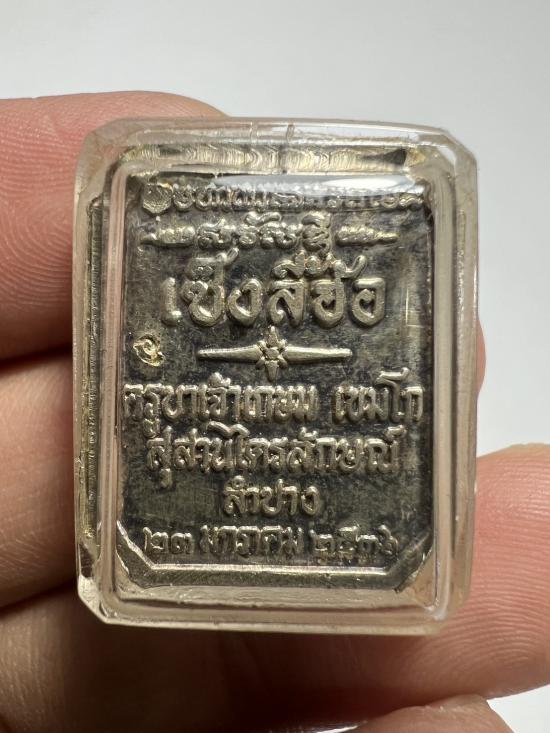 เซ็งลี้ฮ้อ
ครูบาเจ้าเกษม เขมโก
สุสานไตรลักษณ์
ลำปาง
๒๓ มกราคม ๒๕๓๖